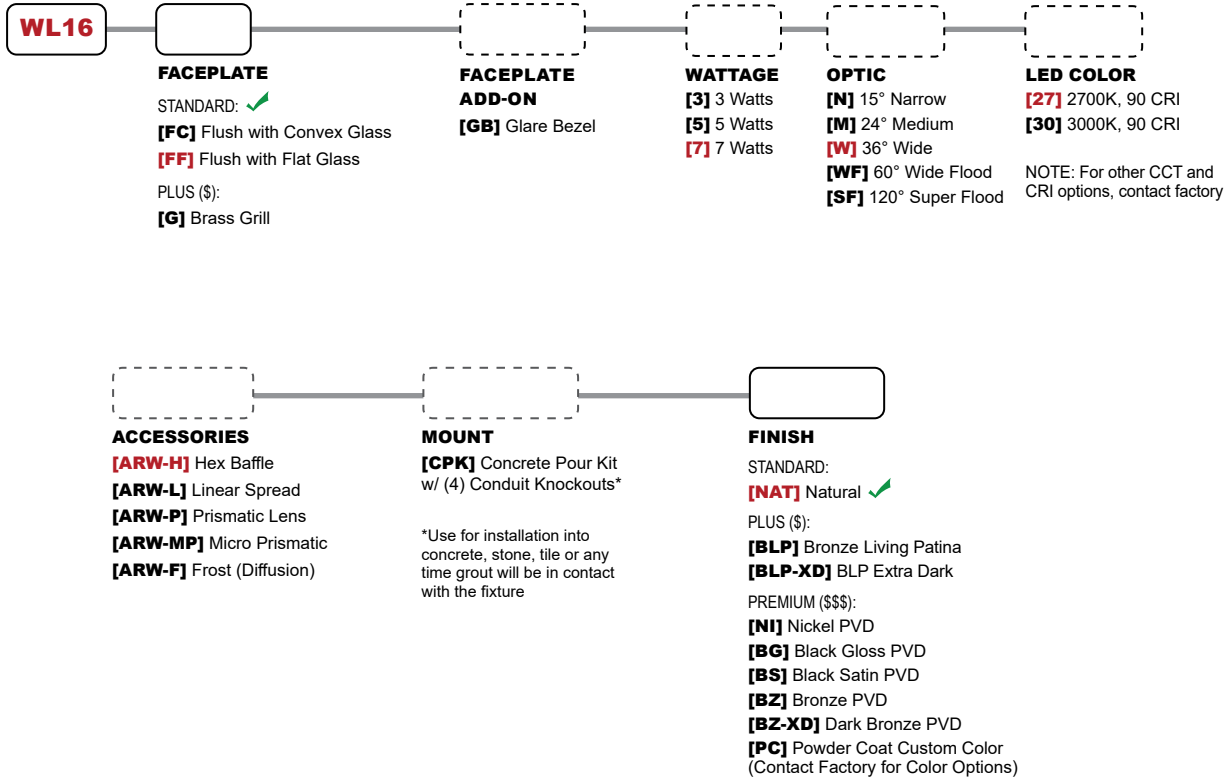 WL16
FACEPLATE
STANDARD:
[FC] Flush with Convex Glass
[FF] Flush with Flat Glass
PLUS ($):
[G] Brass Grill
FACEPLATE
ADD-ON
[GB] Glare Bezel
WATTAGE
[3] 3 Watts
[5] 5 Watts
[7] 7 Watts
OPTIC
[N] 15° Narrow
[M] 24° Medium
[W] 36° Wide
[WF] 60° Wide Flood
[SF] 120° Super Flood
LED COLOR
[27] 2700K, 90 CRI
[30] 3000K, 90 CRI
NOTE: For other CCT and
CRI options, contact factory
ACCESSORIES
[ARW-H] Hex Baffle
[ARW-L] Linear Spread
[ARW-P] Prismatic Lens
[ARW-MP] Micro Prismatic
[ARW-F] Frost (Diffusion)
MOUNT
[CPK] Concrete Pour Kit
w/ (4) Conduit Knockouts*
*Use for installation into
concrete, stone, tile or any
time grout will be in contact
with the fixture
FINISH
STANDARD:
[NAT] Natural
PLUS ($):
[BLP] Bronze Living Patina
[BLP-XD] BLP Extra Dark
PREMIUM ($$$):
[NI] Nickel PVD
[BG] Black Gloss PVD
[BS] Black Satin PVD
[BZ] Bronze PVD
[BZ-XD] Dark Bronze PVD
[PC] Powder Coat Custom Color
(Contact Factory for Color Options)